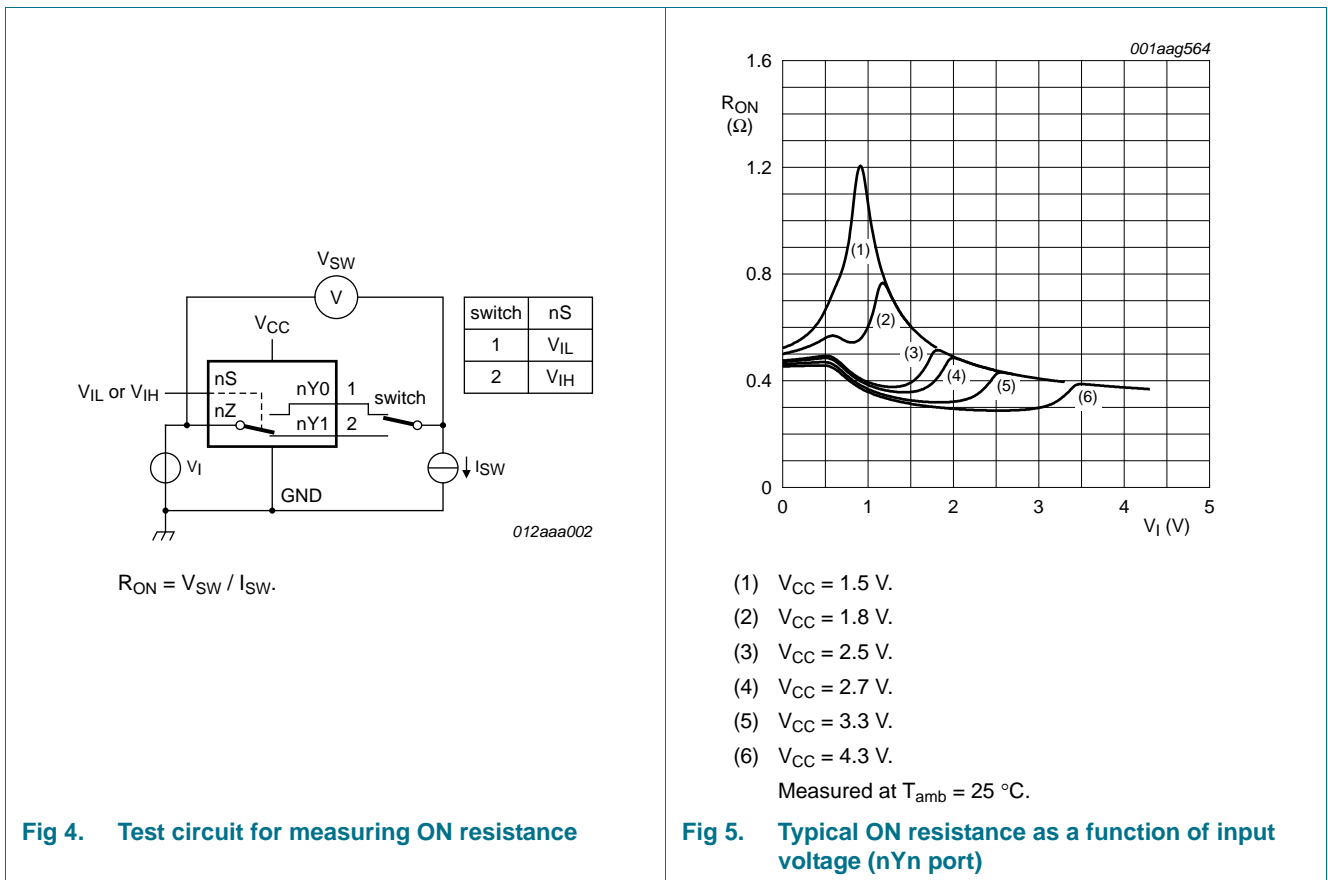 V_SW
V
V_CC
switch nS
1 V_IL
2 V_IH
V_IL or V_IH
nS
nZ
nY0 1
nY1 2
switch
V_I
I_SW
GND
012aaa002
R_ON = V_SW / I_SW.
Fig 4. Test circuit for measuring ON resistance
001aag564
1.6
R_ON
(Ω)
1.2
0.8
0.4
0
(1)
(2)
(3)
(4)
(5)
(6)
0 1 2 3 4 5
V_I (V)
(1) V_CC = 1.5 V.
(2) V_CC = 1.8 V.
(3) V_CC = 2.5 V.
(4) V_CC = 2.7 V.
(5) V_CC = 3.3 V.
(6) V_CC = 4.3 V.
Measured at T_amb = 25 °C.
Fig 5. Typical ON resistance as a function of input
voltage (nYn port)